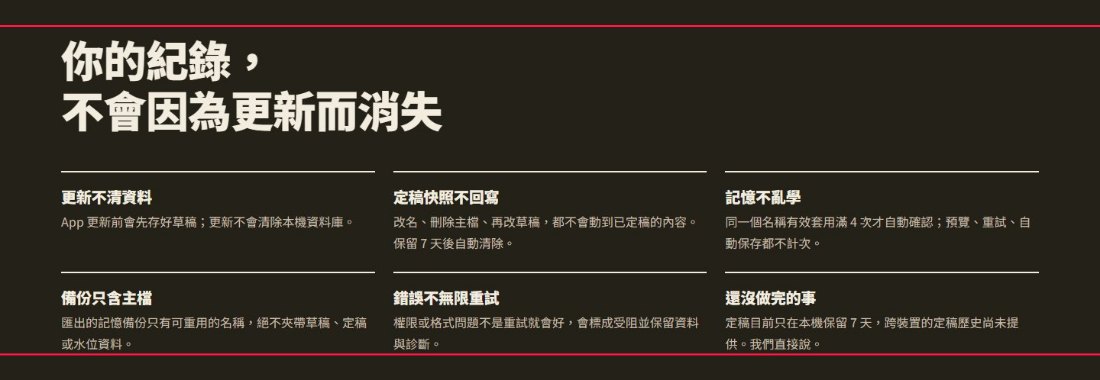 你的紀錄，
不會因為更新而消失
更新不清資料
App 更新前會先存好草稿；更新不會清除本機資料庫。
定稿快照不回寫
改名、刪除主檔、再改草稿，都不會動到已定稿的內容。
保留 7 天後自動清除。
記憶不亂學
同一個名稱有效套用滿 4 次才自動確認；預覽、重試、自
動保存都不計次。
備份只含主檔
匯出的記憶備份只有可重用的名稱，絕不夾帶草稿、定稿
或水位資料。
錯誤不無限重試
權限或格式問題不是重試就會好，會標成受阻並保留資料
與診斷。
還沒做完的事
定稿目前只在本機保留 7 天，跨裝置的定稿歷史尚未提
供。我們直接說。